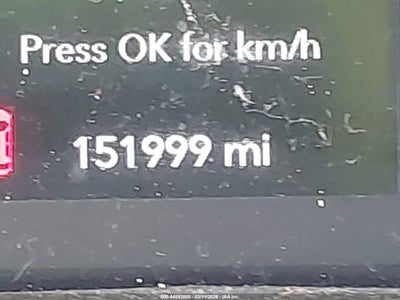 Press OK for km/h
151999 mi